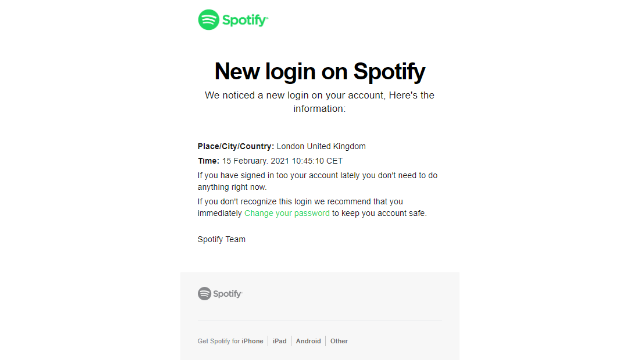 Spotify
New login on Spotify
We noticed a new login on your account, Here's the
information:
Place/City/Country: London United Kingdom
Time: 15 February. 2021 10:45:10 CET
If you have signed in too your account lately you don't need to do
anything right now.
If you don't recognize this login we recommend that you
immediately Change your password to keep you account safe.
Spotify Team
Spotify
Get Spotify for iPhone | iPad | Android | Other